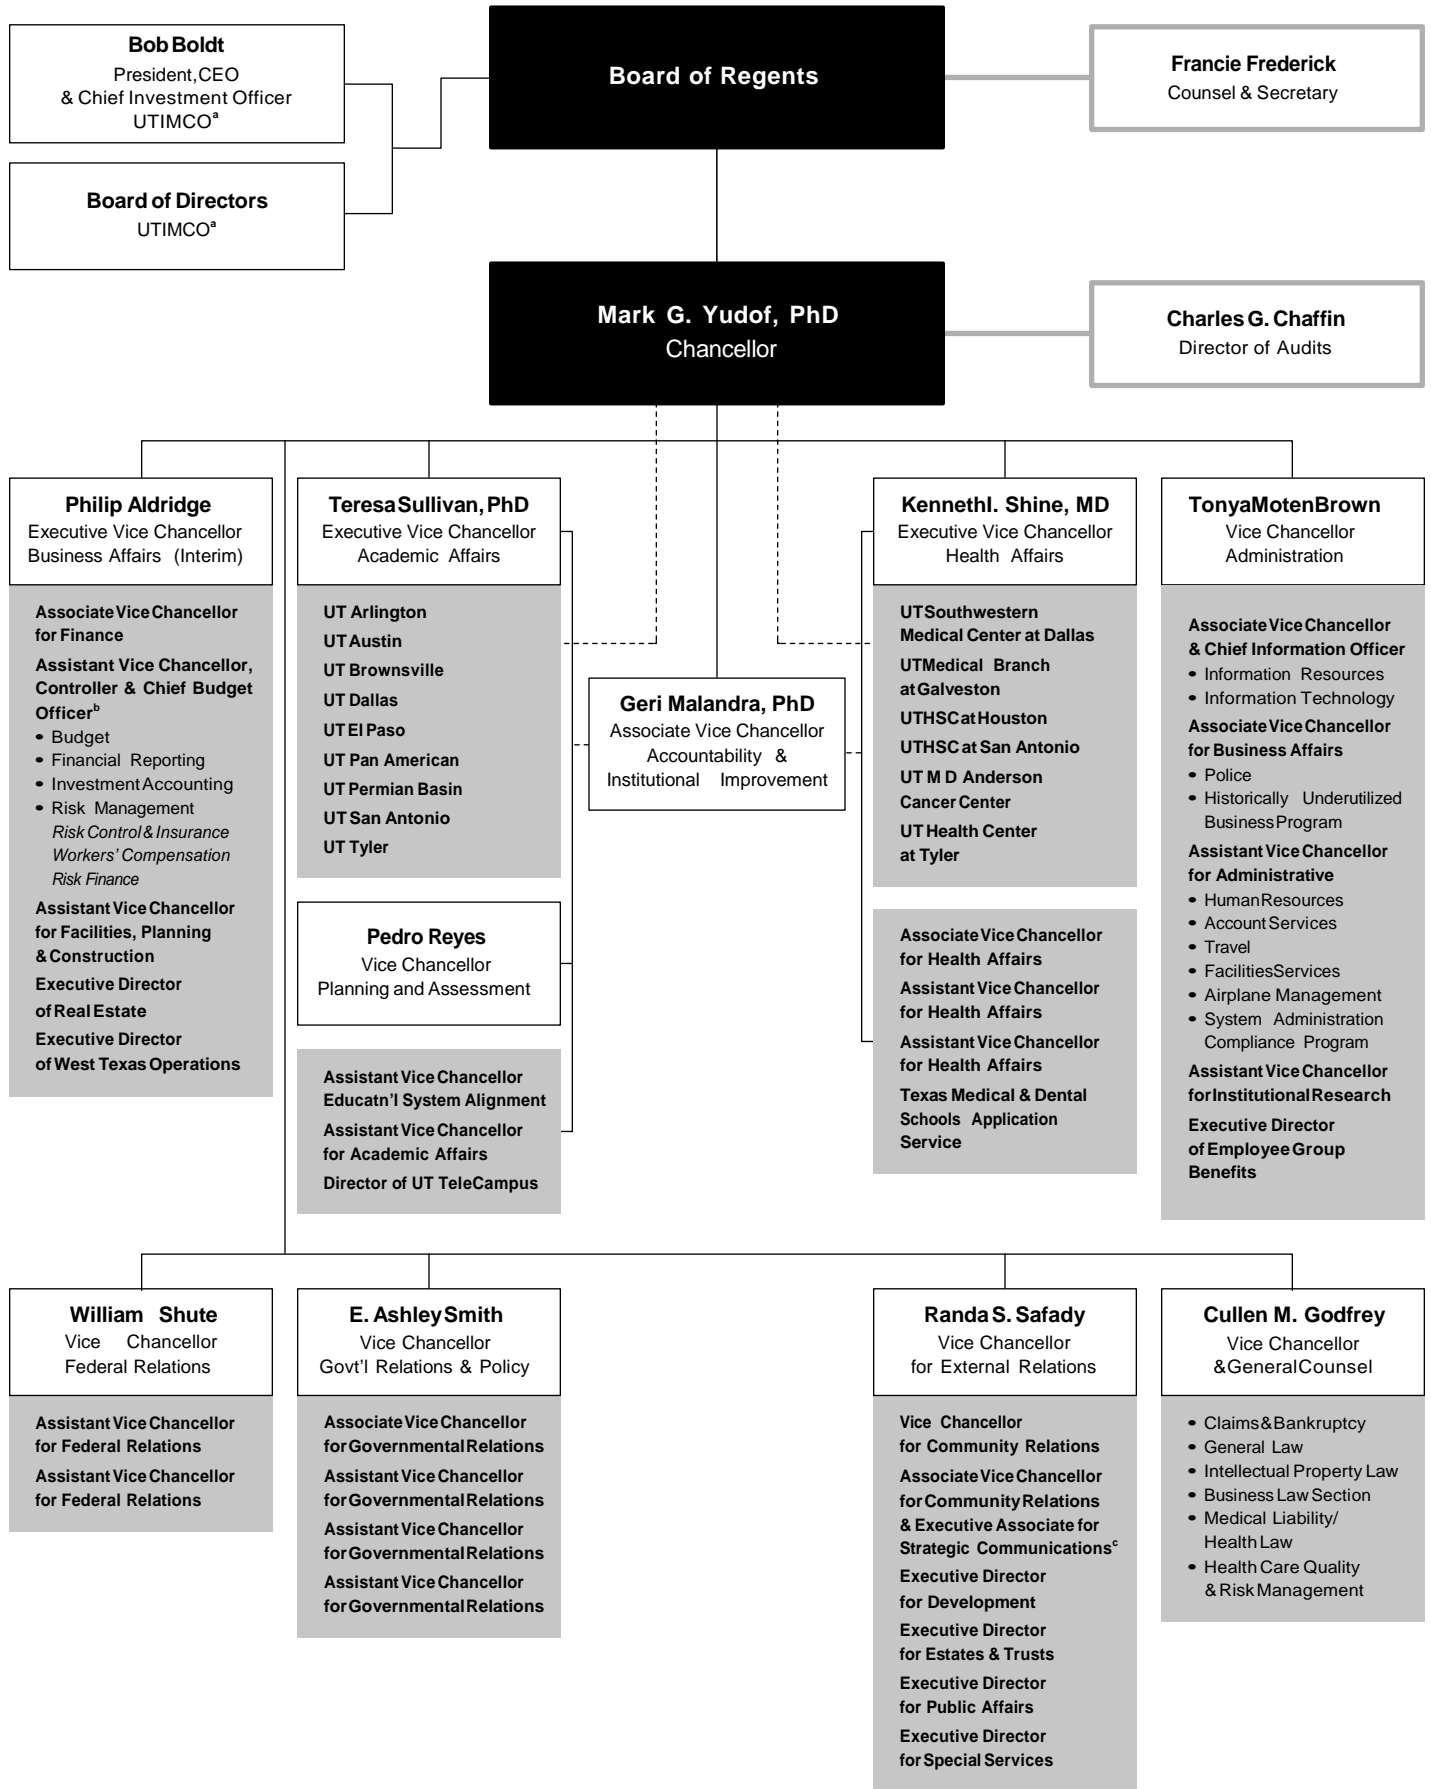 Bob Boldt
President, CEO
& Chief Investment Officer
UTIMCOa
Board of Directors
UTIMCOa
Board of Regents
Francie Frederick
Counsel & Secretary
Mark G. Yudof, PhD
Chancellor
Charles G. Chaffin
Director of Audits
Philip Aldridge
Executive Vice Chancellor
Business Affairs (Interim)
Associate Vice Chancellor
for Finance
Assistant Vice Chancellor,
Controller & Chief Budget
Officerb
• Budget
• Financial Reporting
• Investment Accounting
• Risk Management
Risk Control & Insurance
Workers' Compensation
Risk Finance
Assistant Vice Chancellor
for Facilities, Planning
& Construction
Executive Director
of Real Estate
Executive Director
of West Texas Operations
Teresa Sullivan, PhD
Executive Vice Chancellor
Academic Affairs
UT Arlington
UT Austin
UT Brownsville
UT Dallas
UT El Paso
UT Pan American
UT Permian Basin
UT San Antonio
UT Tyler
Pedro Reyes
Vice Chancellor
Planning and Assessment
Assistant Vice Chancellor
Educatn'l System Alignment
Assistant Vice Chancellor
for Academic Affairs
Director of UT TeleCampus
Geri Malandra, PhD
Associate Vice Chancellor
Accountability &
Institutional Improvement
Kenneth I. Shine, MD
Executive Vice Chancellor
Health Affairs
UT Southwestern
Medical Center at Dallas
UT Medical Branch
at Galveston
UTHSC at Houston
UTHSC at San Antonio
UT M D Anderson
Cancer Center
UT Health Center
at Tyler
Associate Vice Chancellor
for Health Affairs
Assistant Vice Chancellor
for Health Affairs
Assistant Vice Chancellor
for Health Affairs
Texas Medical & Dental
Schools Application
Service
Tonya Moten Brown
Vice Chancellor
Administration
Associate Vice Chancellor
& Chief Information Officer
• Information Resources
• Information Technology
Associate Vice Chancellor
for Business Affairs
• Police
• Historically Underutilized
Business Program
Assistant Vice Chancellor
for Administrative
• Human Resources
• Account Services
• Travel
• Facilities Services
• Airplane Management
• System Administration
Compliance Program
Assistant Vice Chancellor
for Institutional Research
Executive Director
of Employee Group
Benefits
William Shute
Vice Chancellor
Federal Relations
Assistant Vice Chancellor
for Federal Relations
Assistant Vice Chancellor
for Federal Relations
E. Ashley Smith
Vice Chancellor
Govt'l Relations & Policy
Associate Vice Chancellor
for Governmental Relations
Assistant Vice Chancellor
for Governmental Relations
Assistant Vice Chancellor
for Governmental Relations
Assistant Vice Chancellor
for Governmental Relations
Randa S. Safady
Vice Chancellor
for External Relations
Vice Chancellor
for Community Relations
Associate Vice Chancellor
for Community Relations
& Executive Associate for
Strategic Communicationsc
Executive Director
for Development
Executive Director
for Estates & Trusts
Executive Director
for Public Affairs
Executive Director
for Special Services
Cullen M. Godfrey
Vice Chancellor
& General Counsel
• Claims & Bankruptcy
• General Law
• Intellectual Property Law
• Business Law Section
• Medical Liability/
Health Law
• Health Care Quality
& Risk Management